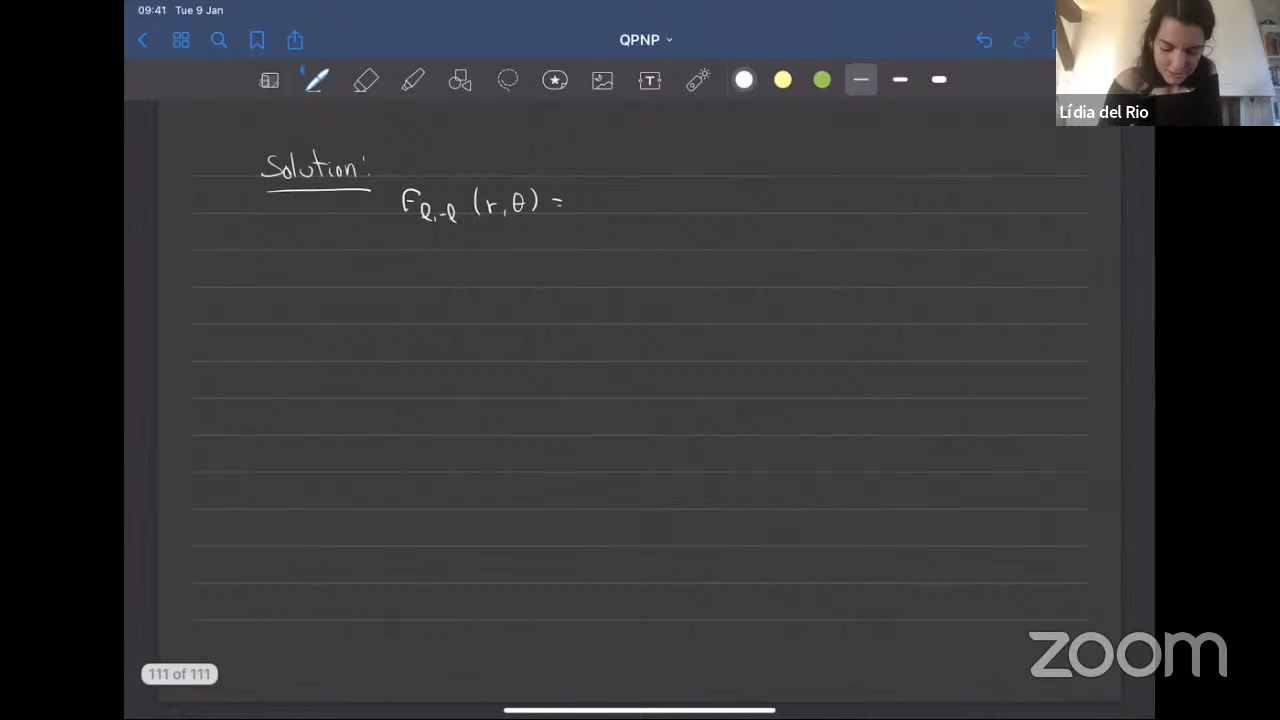 09:41 Tue 9 Jan
QPNP
Lídia del Rio
Solution:
F_{l,-l} (r, θ) =
111 of 111
zoom